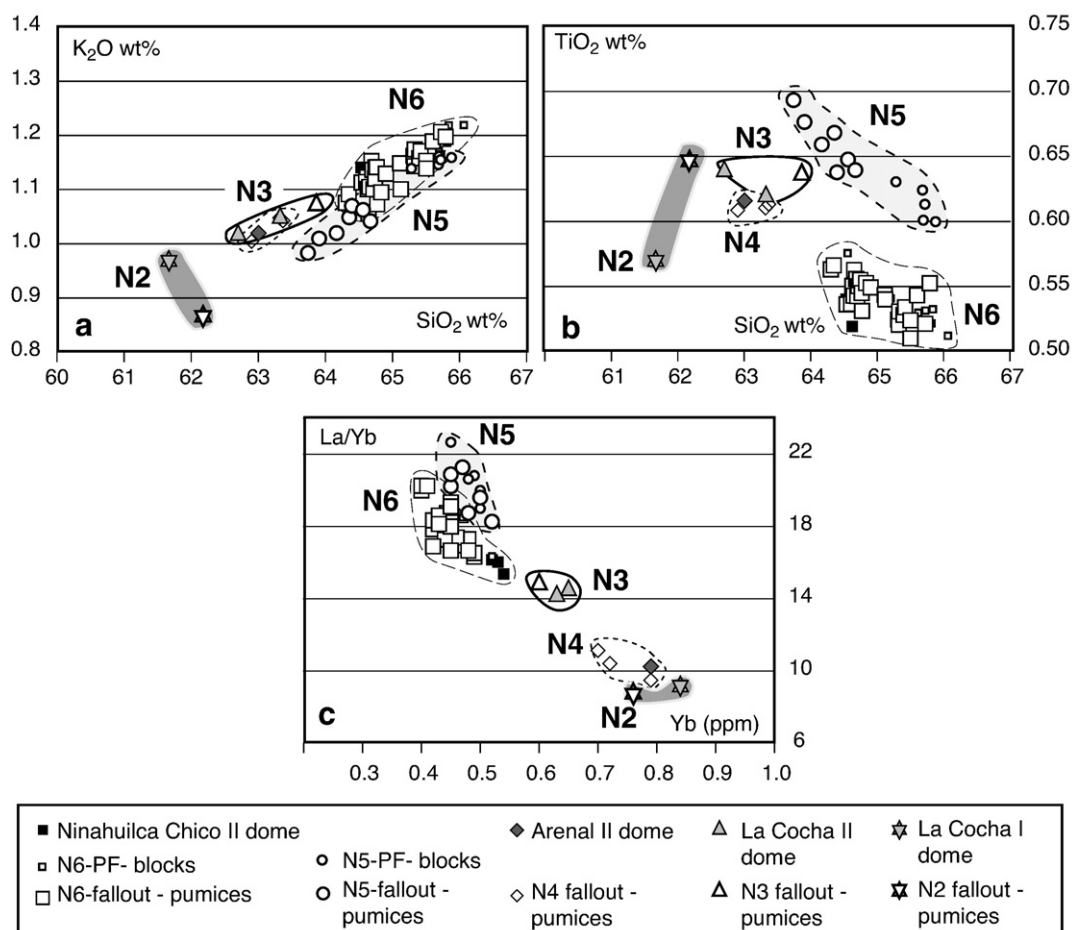 1.4
K2O wt%
1.3
N6
1.2
N3
1.1
N5
1.0
N2
0.9
a
SiO2 wt%
0.8
60 61 62 63 64 65 66 67
0.75
TiO2 wt%
0.70
N5
N3
0.65
0.60
N4
N2
0.55
N6
b
SiO2 wt%
0.50
61 62 63 64 65 66 67
La/Yb
22
N5
N6
18
N3
14
N4
10
c
N2
Yb (ppm)
6
0.3 0.4 0.5 0.6 0.7 0.8 0.9 1.0
Ninahuilca Chico II dome
N6-PF- blocks
N6-fallout - pumices
N5-PF- blocks
N5-fallout -
pumices
Arenal II dome
N4 fallout -
pumices
La Cocha II
dome
N3 fallout -
pumices
La Cocha I
dome
N2 fallout -
pumices